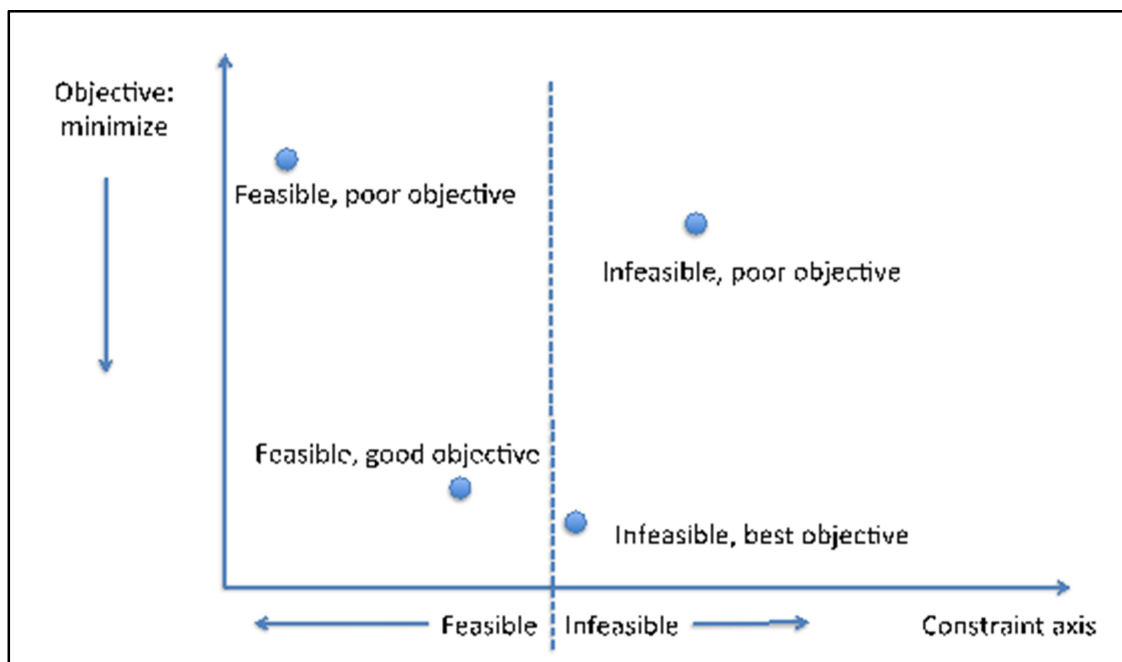 Objective:
minimize
Feasible, poor objective
Infeasible, poor objective
Feasible, good objective
Infeasible, best objective
Feasible
Infeasible
Constraint axis